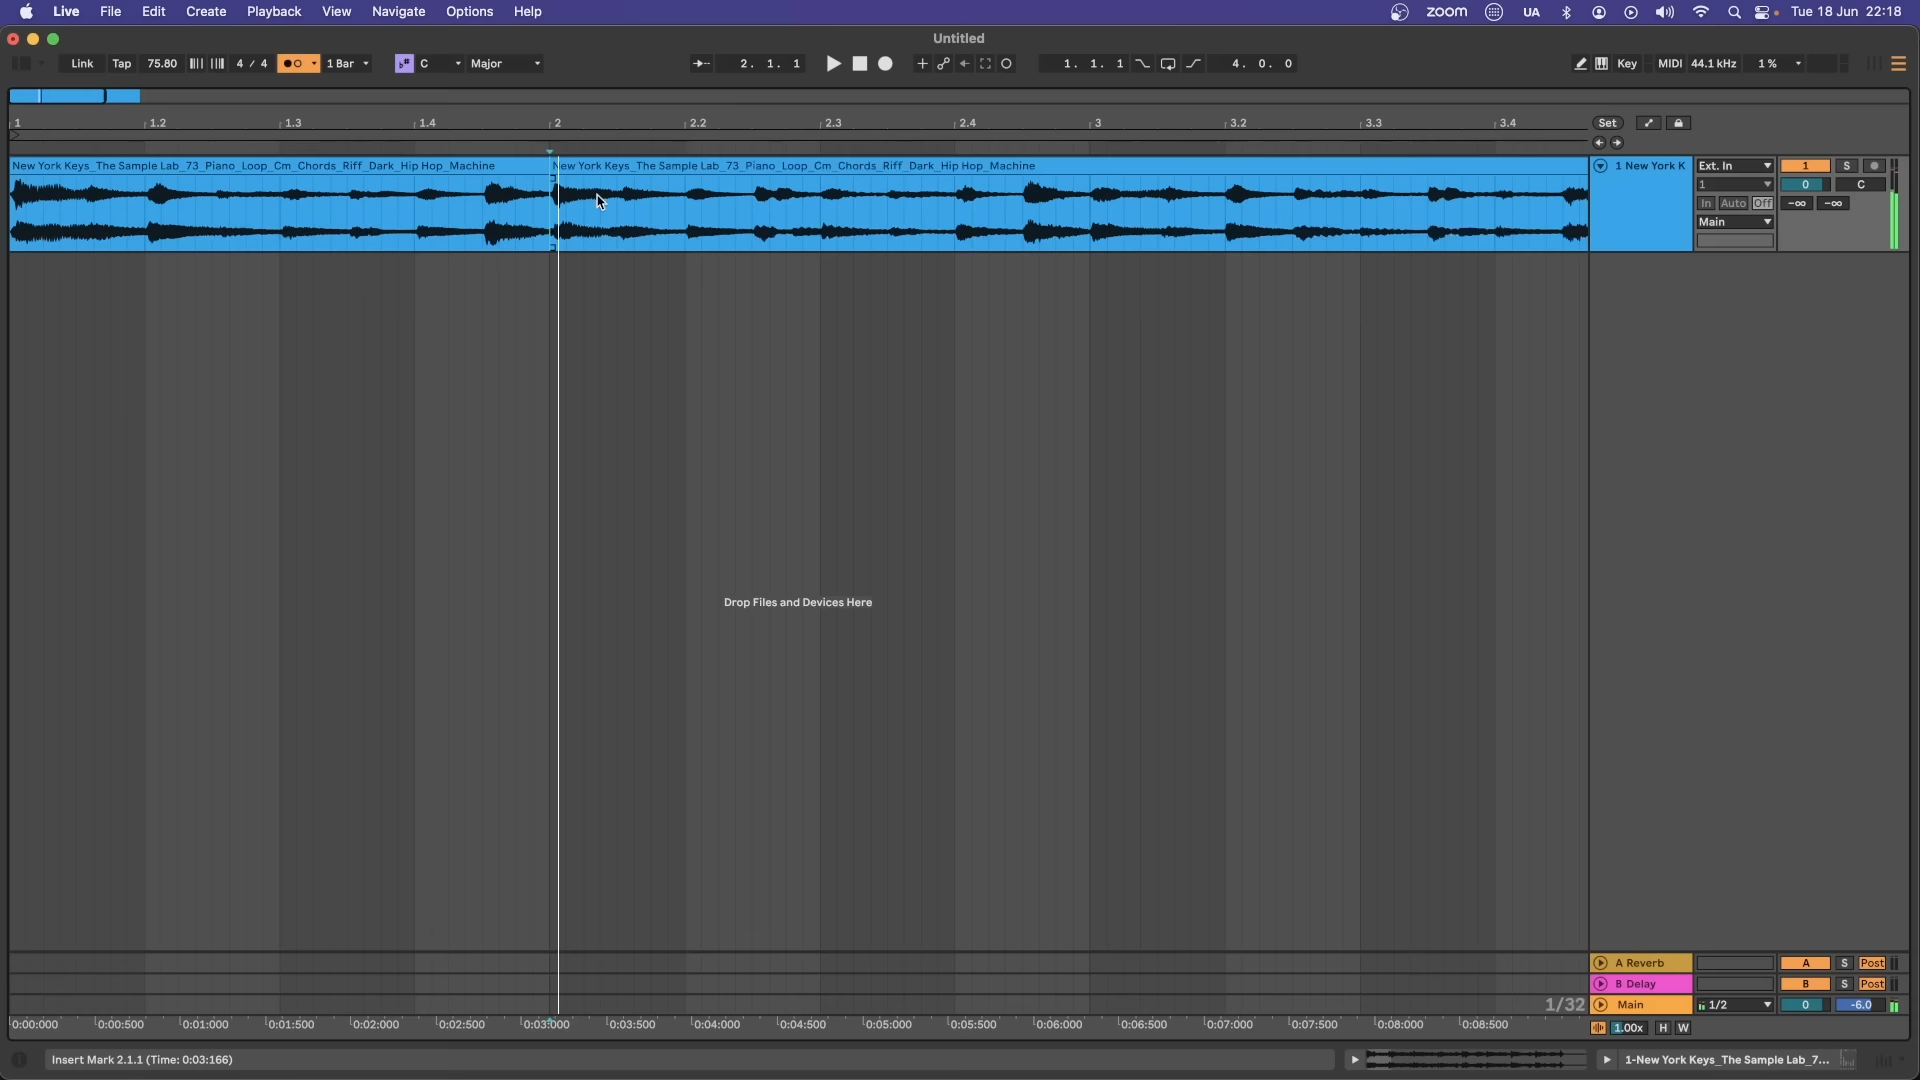 Live File Edit Create Playback View Navigate Options Help zoom UA Tue 18 Jun 22:18
Untitled
Link Tap 75.80 4 / 4 1 Bar C Major 2. 1. 1 1. 1. 1 4. 0. 0 Key MIDI 44.1 kHz 1 %
1 1.2 1.3 1.4 2 2.2 2.3 2.4 3 3.2 3.3 3.4 Set
New York Keys_The Sample Lab_73_Piano_Loop_Cm_Chords_Riff_Dark_Hip Hop_Machine New York Keys_The Sample Lab_73_Piano_Loop_Cm_Chords_Riff_Dark_Hip Hop_Machine 1 New York K Ext. In 1 S
1 0 C
In Auto Off -∞ -∞
Main
Drop Files and Devices Here
A Reverb A S Post
B Delay B S Post
1/32 Main 1/2 0 -6.0
0:00:000 0:00:500 0:01:000 0:01:500 0:02:000 0:02:500 0:03:000 0:03:500 0:04:000 0:04:500 0:05:000 0:05:500 0:06:000 0:06:500 0:07:000 0:07:500 0:08:000 0:08:500 1.00x H W
Insert Mark 2.1.1 (Time: 0:03:166) 1-New York Keys_The Sample Lab_7...